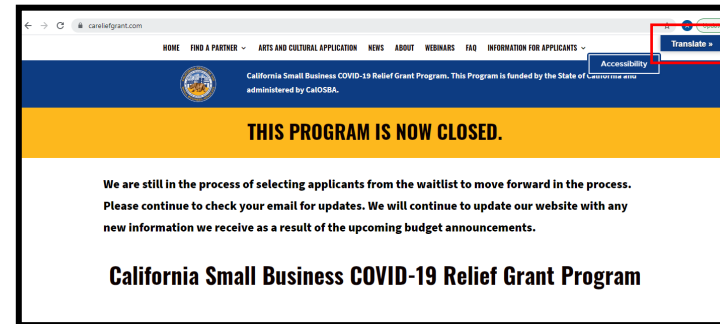 careliefgrant.com
Translate »
HOME FIND A PARTNER ARTS AND CULTURAL APPLICATION NEWS ABOUT WEBINARS FAQ INFORMATION FOR APPLICANTS
Accessibility
California Small Business COVID-19 Relief Grant Program. This Program is funded by the State of California and
administered by CalOSBA.
THIS PROGRAM IS NOW CLOSED.
We are still in the process of selecting applicants from the waitlist to move forward in the process.
Please continue to check your email for updates. We will continue to update our website with any
new information we receive as a result of the upcoming budget announcements.
California Small Business COVID-19 Relief Grant Program